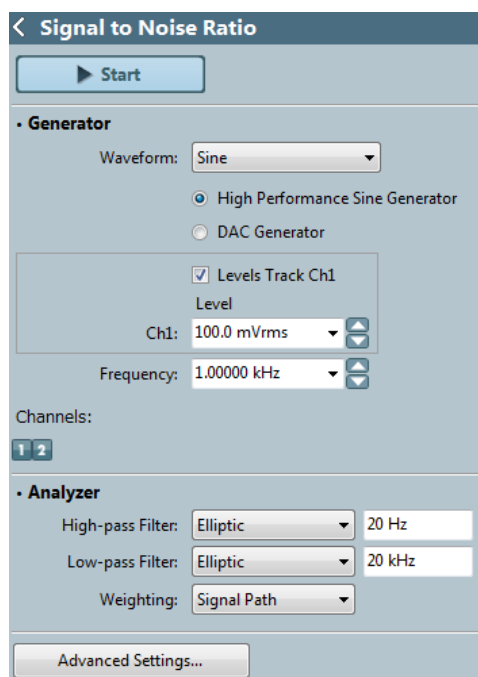 Signal to Noise Ratio
Start
Generator
Waveform: Sine
High Performance Sine Generator
DAC Generator
Levels Track Ch1
Level
Ch1: 100.0 mVrms
Frequency: 1.00000 kHz
Channels:
1 2
Analyzer
High-pass Filter: Elliptic 20 Hz
Low-pass Filter: Elliptic 20 kHz
Weighting: Signal Path
Advanced Settings...